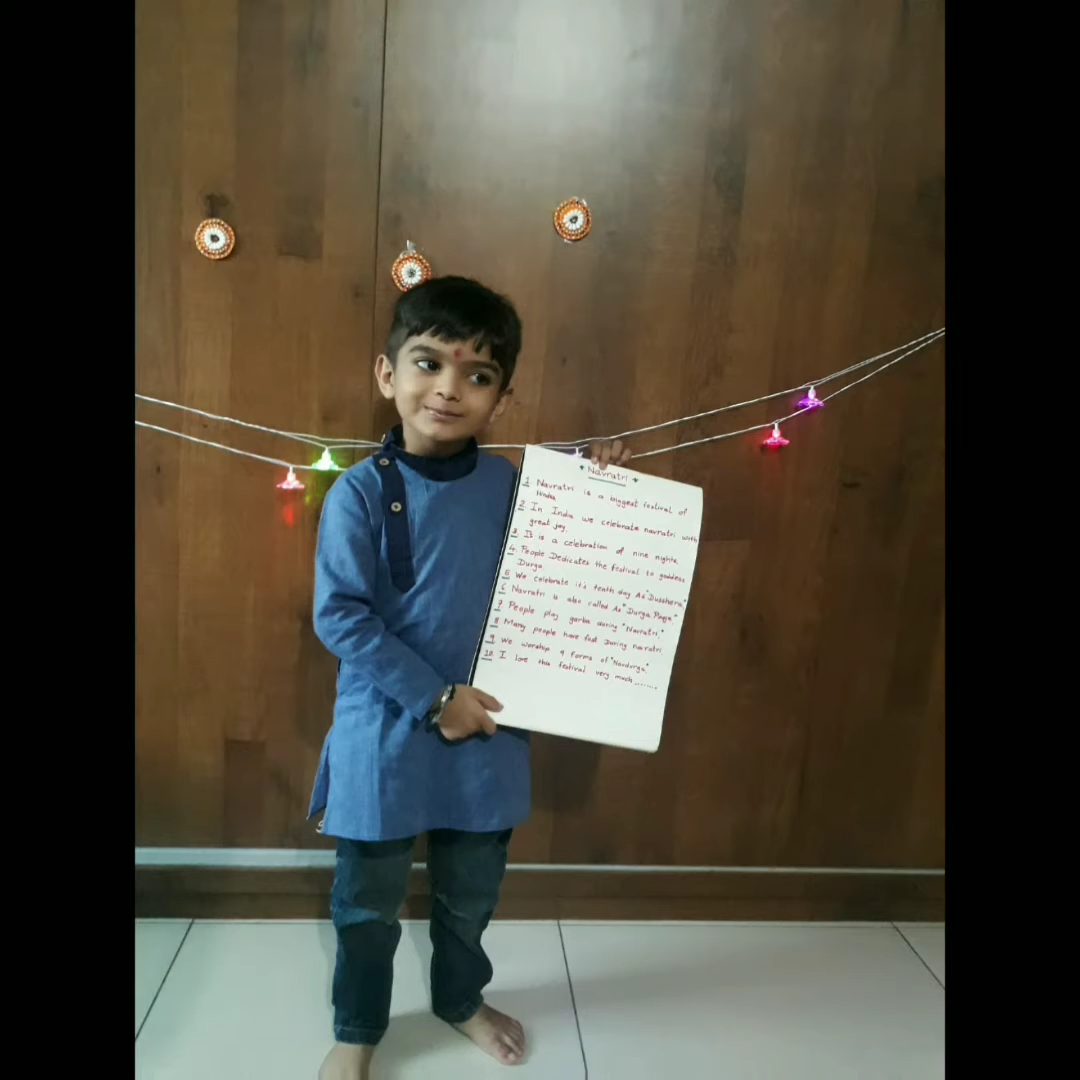 Navratri
1. Navratri is a biggest festival of
Hindu
2. In India we celebrate navratri with
great joy.
3. It is a celebration of nine nights.
4. People Dedicates the festival to goddess
Durga
5. We celebrate it's tenth day As "Dussehera"
6. Navratri is also called As "Durga Pooja"
7. People play garba during "Navratri."
8. Many people have fast During navratri
9. We worship 9 forms of "Navdurga"
10. I love this festival very much........